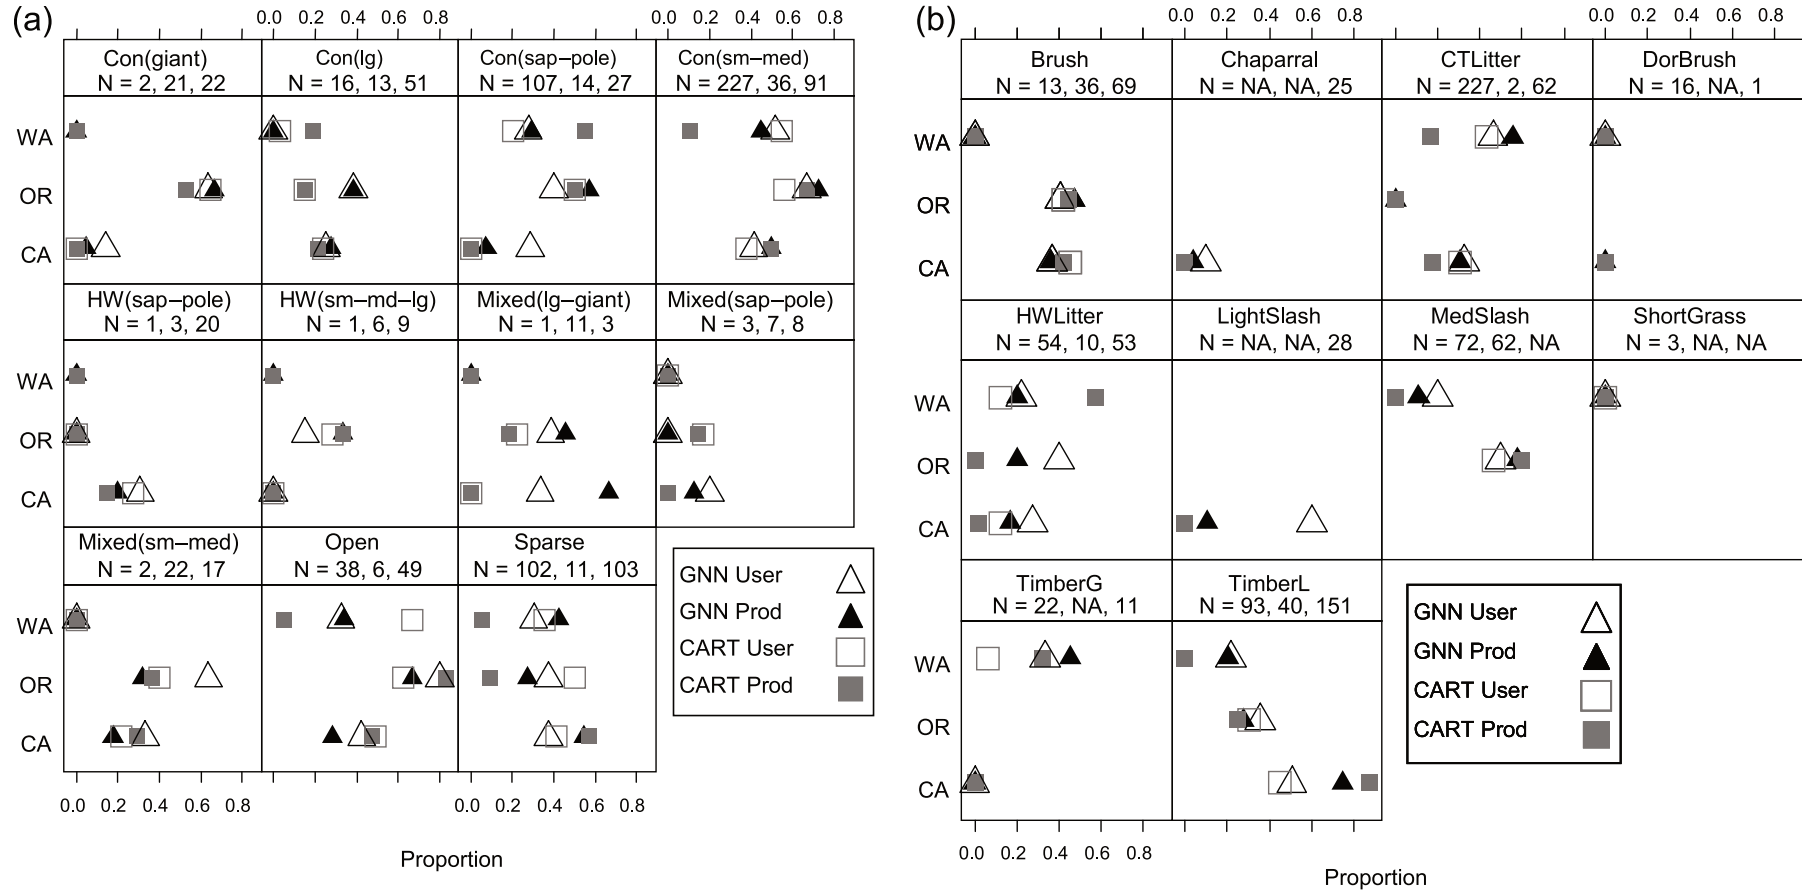 (a)
0.0 0.2 0.4 0.6 0.8 0.0 0.2 0.4 0.6 0.8
Con(giant) Con(lg) Con(sap–pole) Con(sm–med)
N = 2, 21, 22 N = 16, 13, 51 N = 107, 14, 27 N = 227, 36, 91
WA
OR
CA
HW(sap–pole) HW(sm–md–lg) Mixed(lg–giant) Mixed(sap–pole)
N = 1, 3, 20 N = 1, 6, 9 N = 1, 11, 3 N = 3, 7, 8
WA
OR
CA
Mixed(sm–med) Open Sparse
N = 2, 22, 17 N = 38, 6, 49 N = 102, 11, 103
WA
OR
CA
GNN User
GNN Prod
CART User
CART Prod
0.0 0.2 0.4 0.6 0.8 0.0 0.2 0.4 0.6 0.8
Proportion
(b)
0.0 0.2 0.4 0.6 0.8 0.0 0.2 0.4 0.6 0.8
Brush Chaparral CTLitter DorBrush
N = 13, 36, 69 N = NA, NA, 25 N = 227, 2, 62 N = 16, NA, 1
WA
OR
CA
HWLitter LightSlash MedSlash ShortGrass
N = 54, 10, 53 N = NA, NA, 28 N = 72, 62, NA N = 3, NA, NA
WA
OR
CA
TimberG TimberL
N = 22, NA, 11 N = 93, 40, 151
WA
OR
CA
GNN User
GNN Prod
CART User
CART Prod
0.0 0.2 0.4 0.6 0.8
Proportion